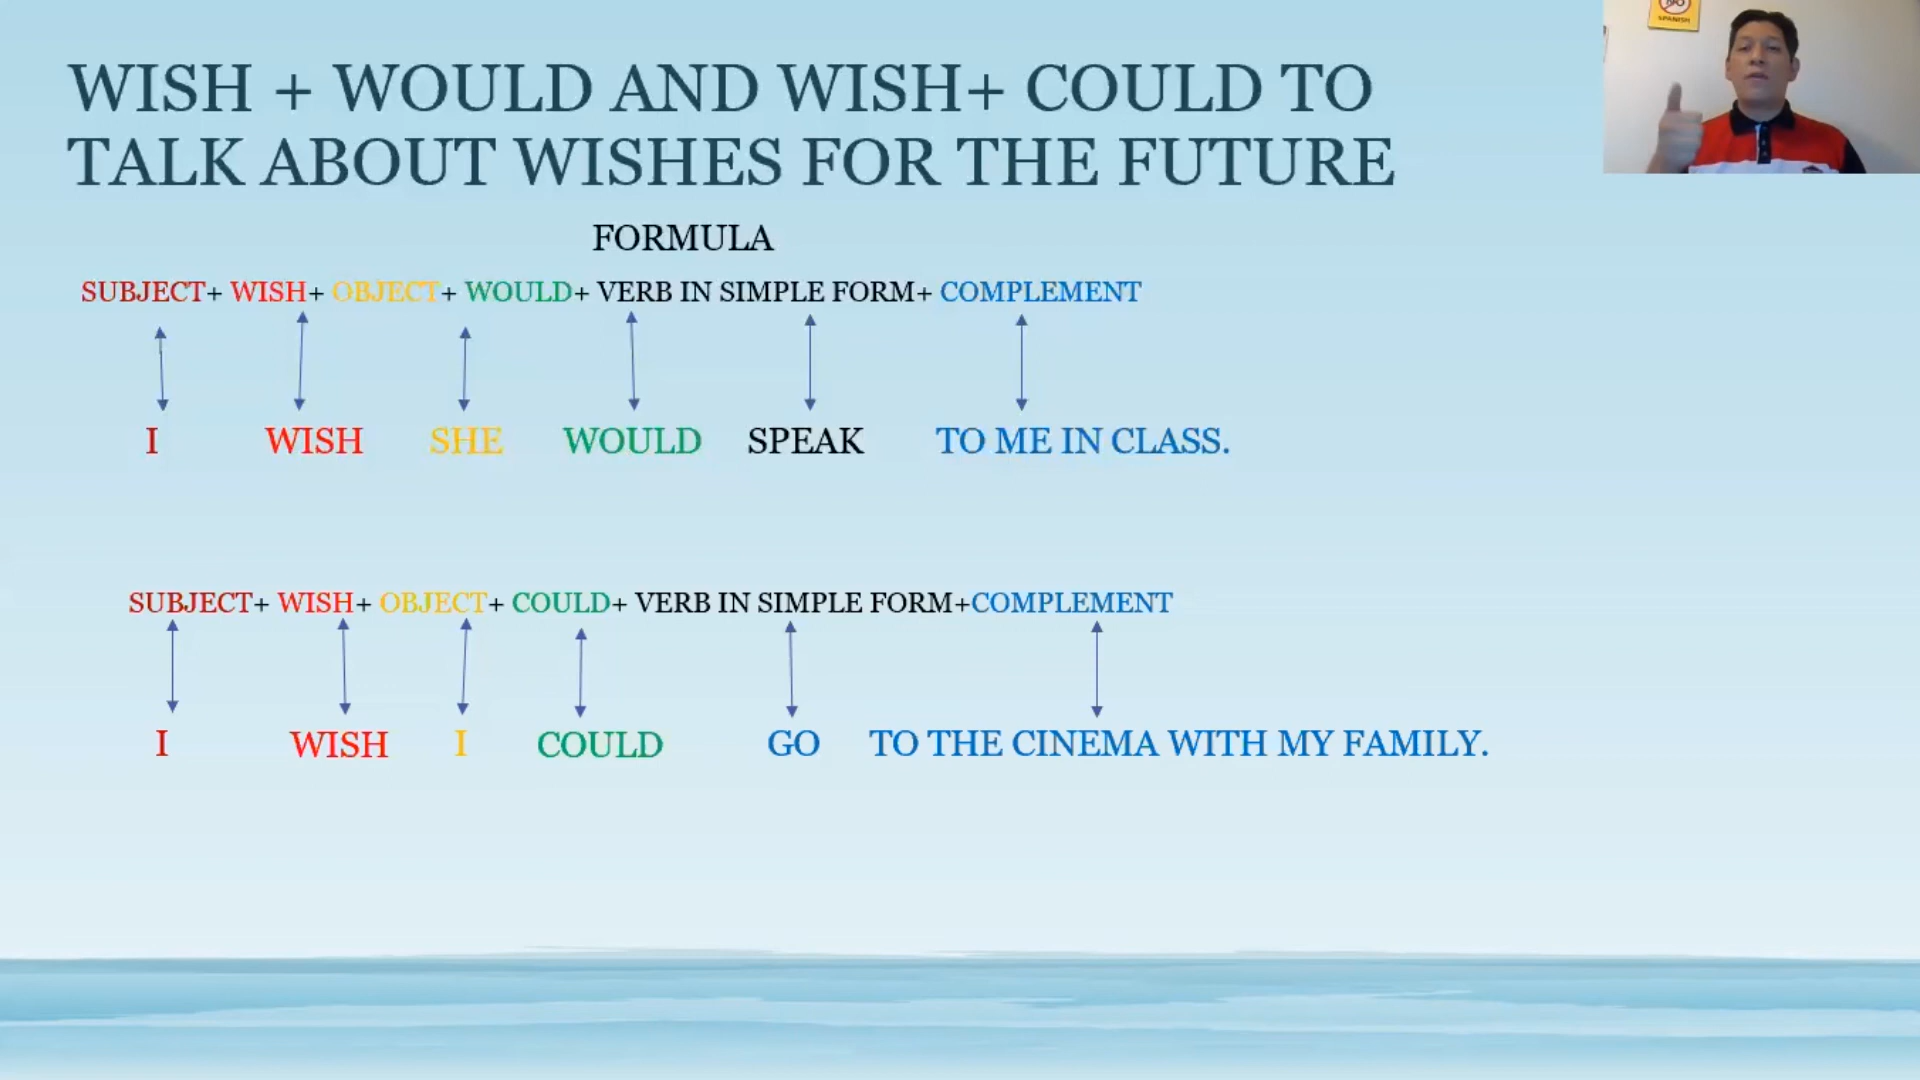 WISH + WOULD AND WISH+ COULD TO
TALK ABOUT WISHES FOR THE FUTURE
NO
SPANISH
FORMULA
SUBJECT+ WISH+ OBJECT+ WOULD+ VERB IN SIMPLE FORM+ COMPLEMENT
I WISH SHE WOULD SPEAK TO ME IN CLASS.
SUBJECT+ WISH+ OBJECT+ COULD+ VERB IN SIMPLE FORM+COMPLEMENT
I WISH I COULD GO TO THE CINEMA WITH MY FAMILY.